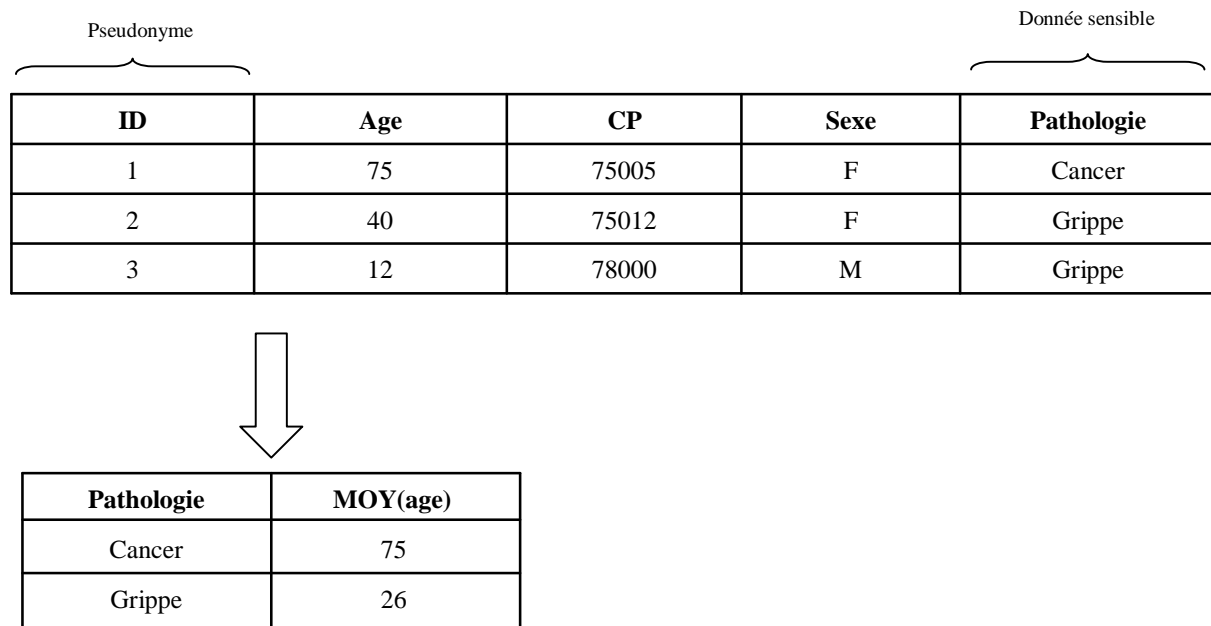 Pseudonyme
Donnée sensible
ID Age CP Sexe Pathologie
1 75 75005 F Cancer
2 40 75012 F Grippe
3 12 78000 M Grippe
Pathologie MOY(age)
Cancer 75
Grippe 26